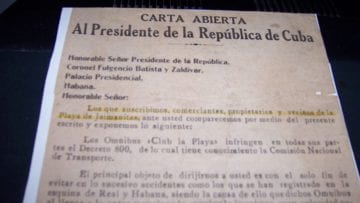 CARTA ABIERTA
Al Presidente de la República de Cuba
Honorable Señor Presidente de la República.
Coronel Fulgencio Batista y Zaldívar.
Palacio Presidencial.
Habana.
Honorable Señor:
Los que suscribimos, comerciantes, propietarios y vecinos de la
Playa de Jaimanitas, ante usted comparecemos por medio del presente
escrito y exponemos lo siguiente:
Los Omnibus «Club la Playa» infringen en todas sus par-
tes el Decreto 800, de lo cual tiene conocimiento la Comisión Nacional
de Transporte.
El principal objeto de dirijirnos a usted es con el solo fin de
evitar en lo sucesivo accidentes como los que se han registrado en la
esquina de Real y Habana, siendo la causa de ello que dichos Omnibus